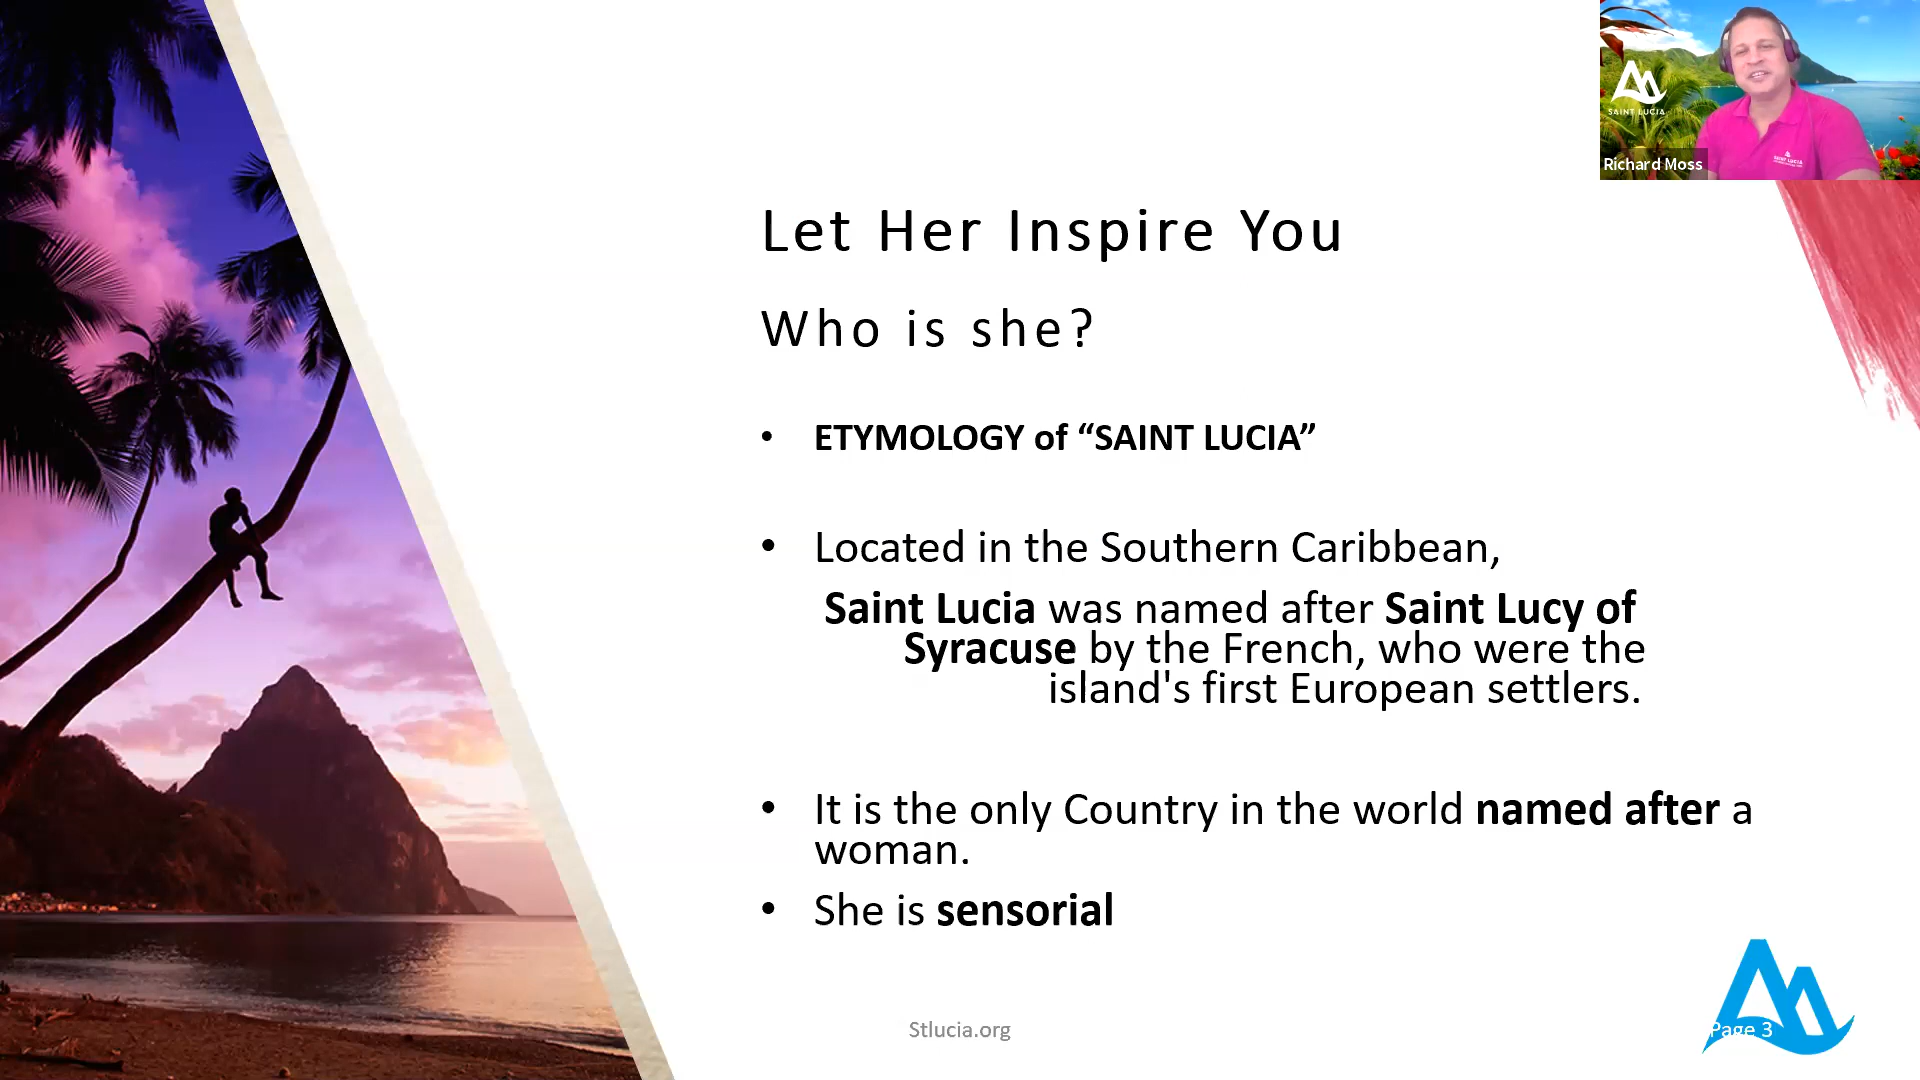 SAINT LUCIA
Richard Moss
SAINT LUCIA
Let Her Inspire You
Who is she?
• ETYMOLOGY of “SAINT LUCIA”
• Located in the Southern Caribbean,
Saint Lucia was named after Saint Lucy of
Syracuse by the French, who were the
island's first European settlers.
• It is the only Country in the world named after a
woman.
• She is sensorial
Stlucia.org
Page 3